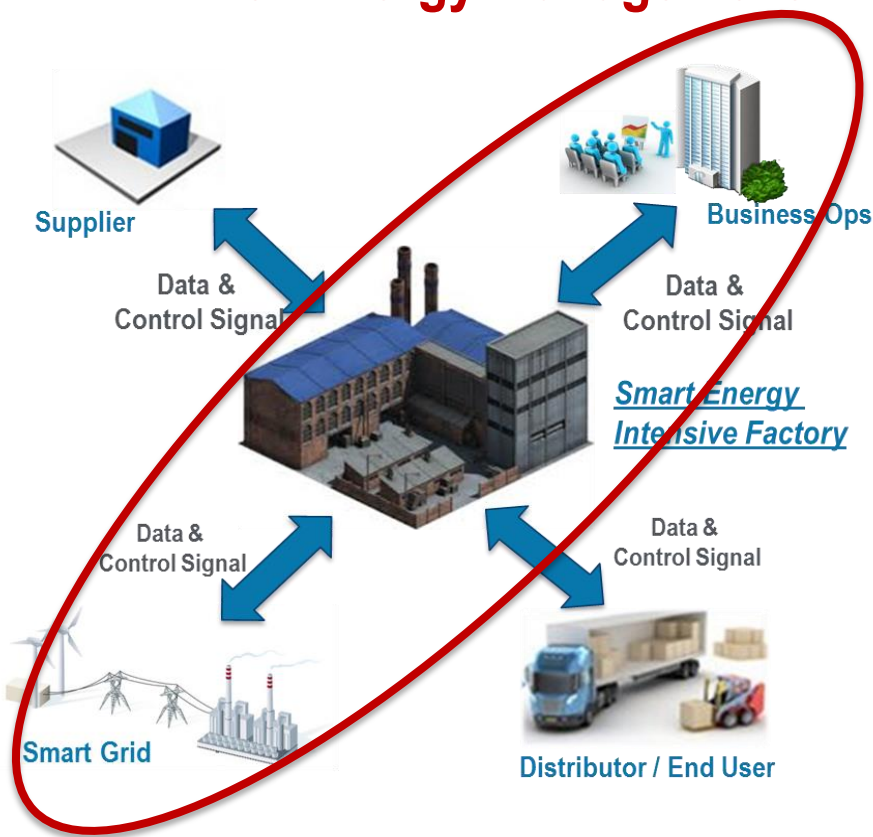 Supplier
Business Ops
Data &
Control Signal
Data &
Control Signal
Smart Energy
Intensive Factory
Data &
Control Signal
Data &
Control Signal
Smart Grid
Distributor / End User